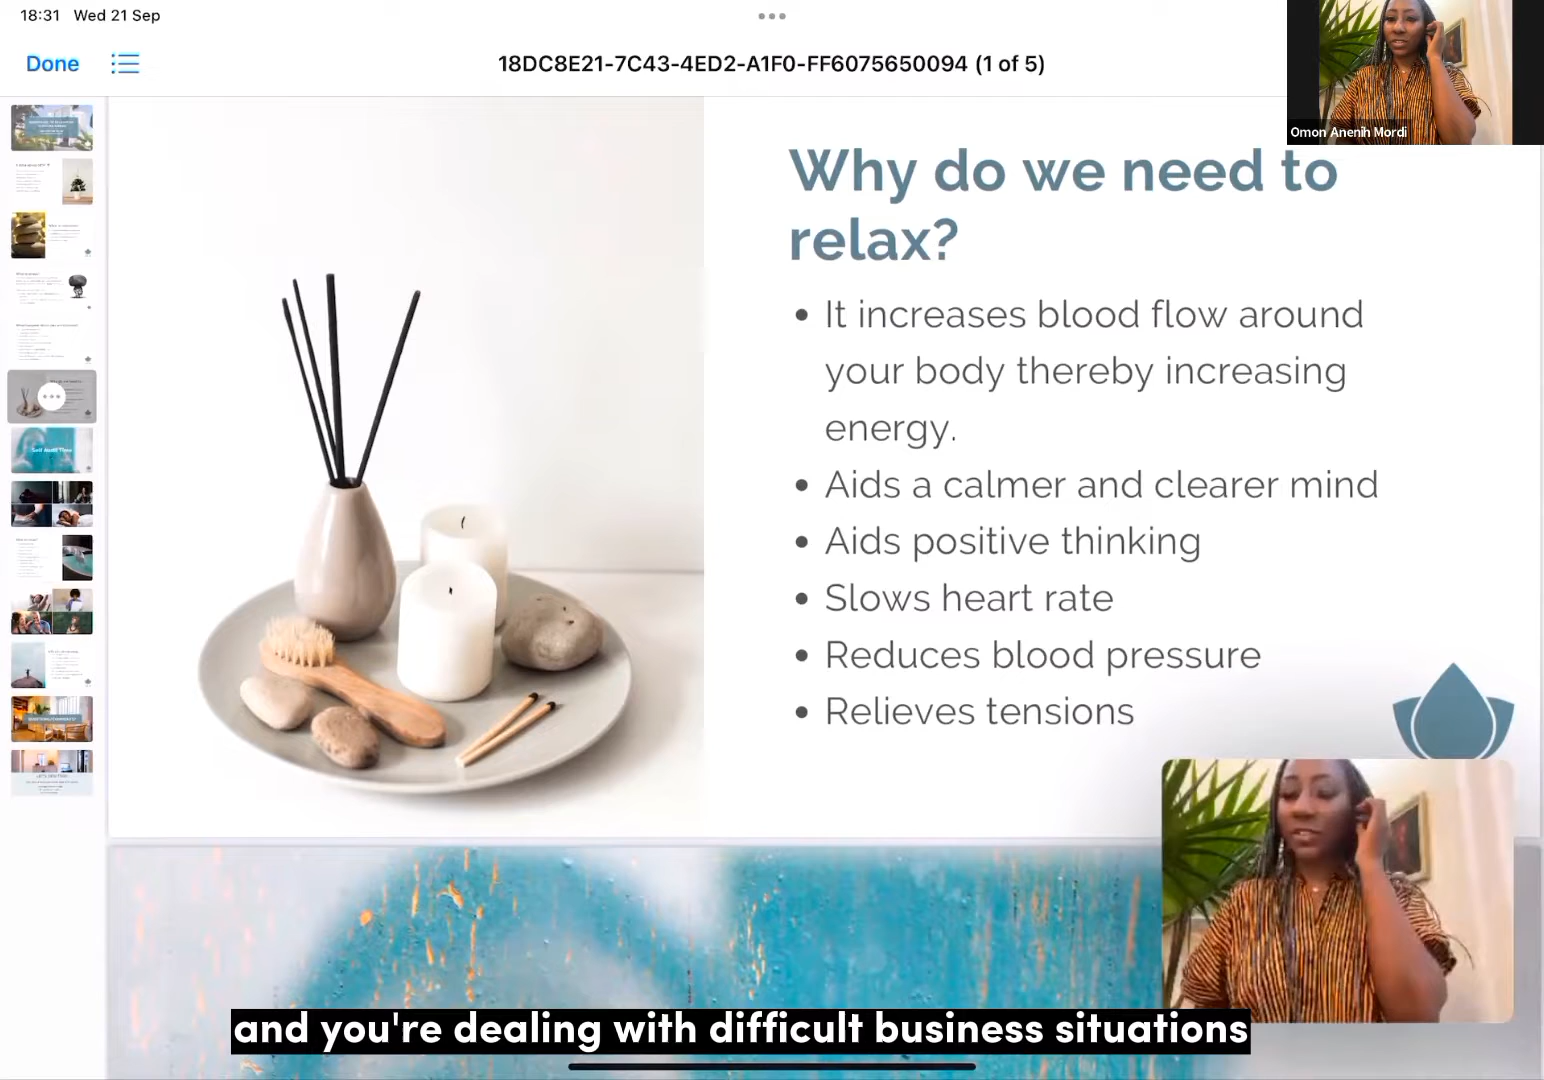 18:31 Wed 21 Sep
Done
18DC8E21-7C43-4ED2-A1F0-FF6075650094 (1 of 5)
Omon Anenih Mordi
Why do we need to
relax?
• It increases blood flow around
your body thereby increasing
energy.
• Aids a calmer and clearer mind
• Aids positive thinking
• Slows heart rate
• Reduces blood pressure
• Relieves tensions
Self Audit Time
and you're dealing with difficult business situations